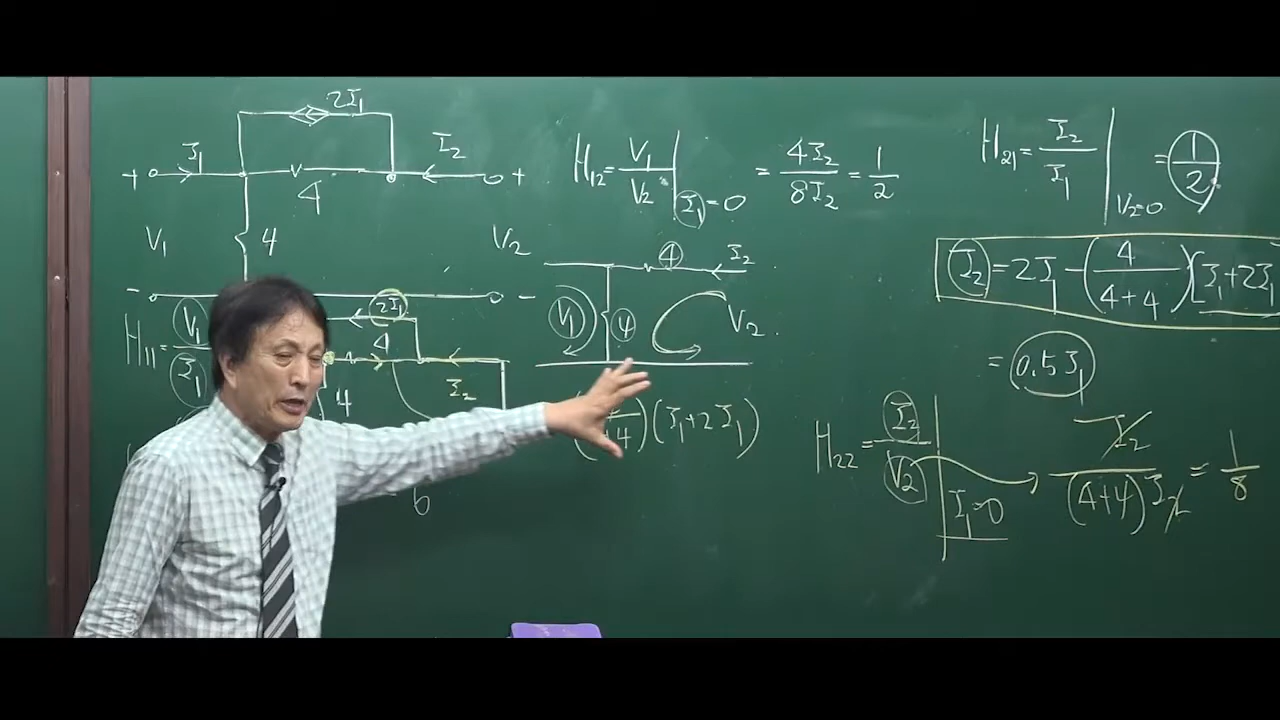 2I₁
I₁
I₂
+ +
4
V₁ 4 V₂
- -
H₁₁ = V₁ / I₁
2I₁
4
4
I₂
6
H₁₂ = V₁ / V₂ | I₁ = 0 = 4I₂ / 8I₂ = 1/2
4 I₂
V₁ 4 V₂
(I₁+2I₁)
H₂₁ = I₂ / I₁ | V₂=0 = 1/2
I₂ = 2I₁ - (4 / 4+4)[I₁+2I₁
= 0.5I₁
H₂₂ = I₂ / V₂ | I₁=0 I₂ / (4+4)I₂ = 1/8